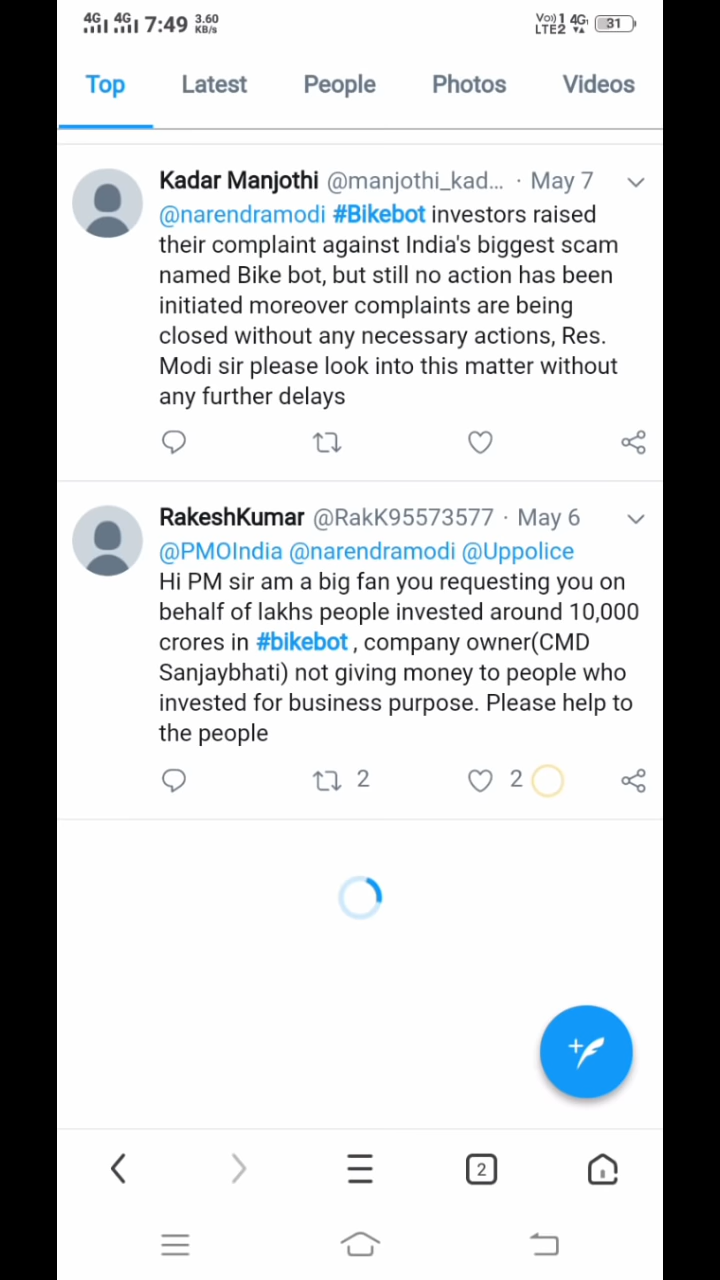 4G 4G 7:49 3.60 KB/s Vo) 1 4G LTE2 31
Top Latest People Photos Videos
Kadar Manjothi @manjothi_kad... · May 7
@narendramodi #Bikebot investors raised
their complaint against India's biggest scam
named Bike bot, but still no action has been
initiated moreover complaints are being
closed without any necessary actions, Res.
Modi sir please look into this matter without
any further delays
RakeshKumar @RakK95573577 · May 6
@PMOIndia @narendramodi @Uppolice
Hi PM sir am a big fan you requesting you on
behalf of lakhs people invested around 10,000
crores in #bikebot , company owner(CMD
Sanjaybhati) not giving money to people who
invested for business purpose. Please help to
the people
2 2
2